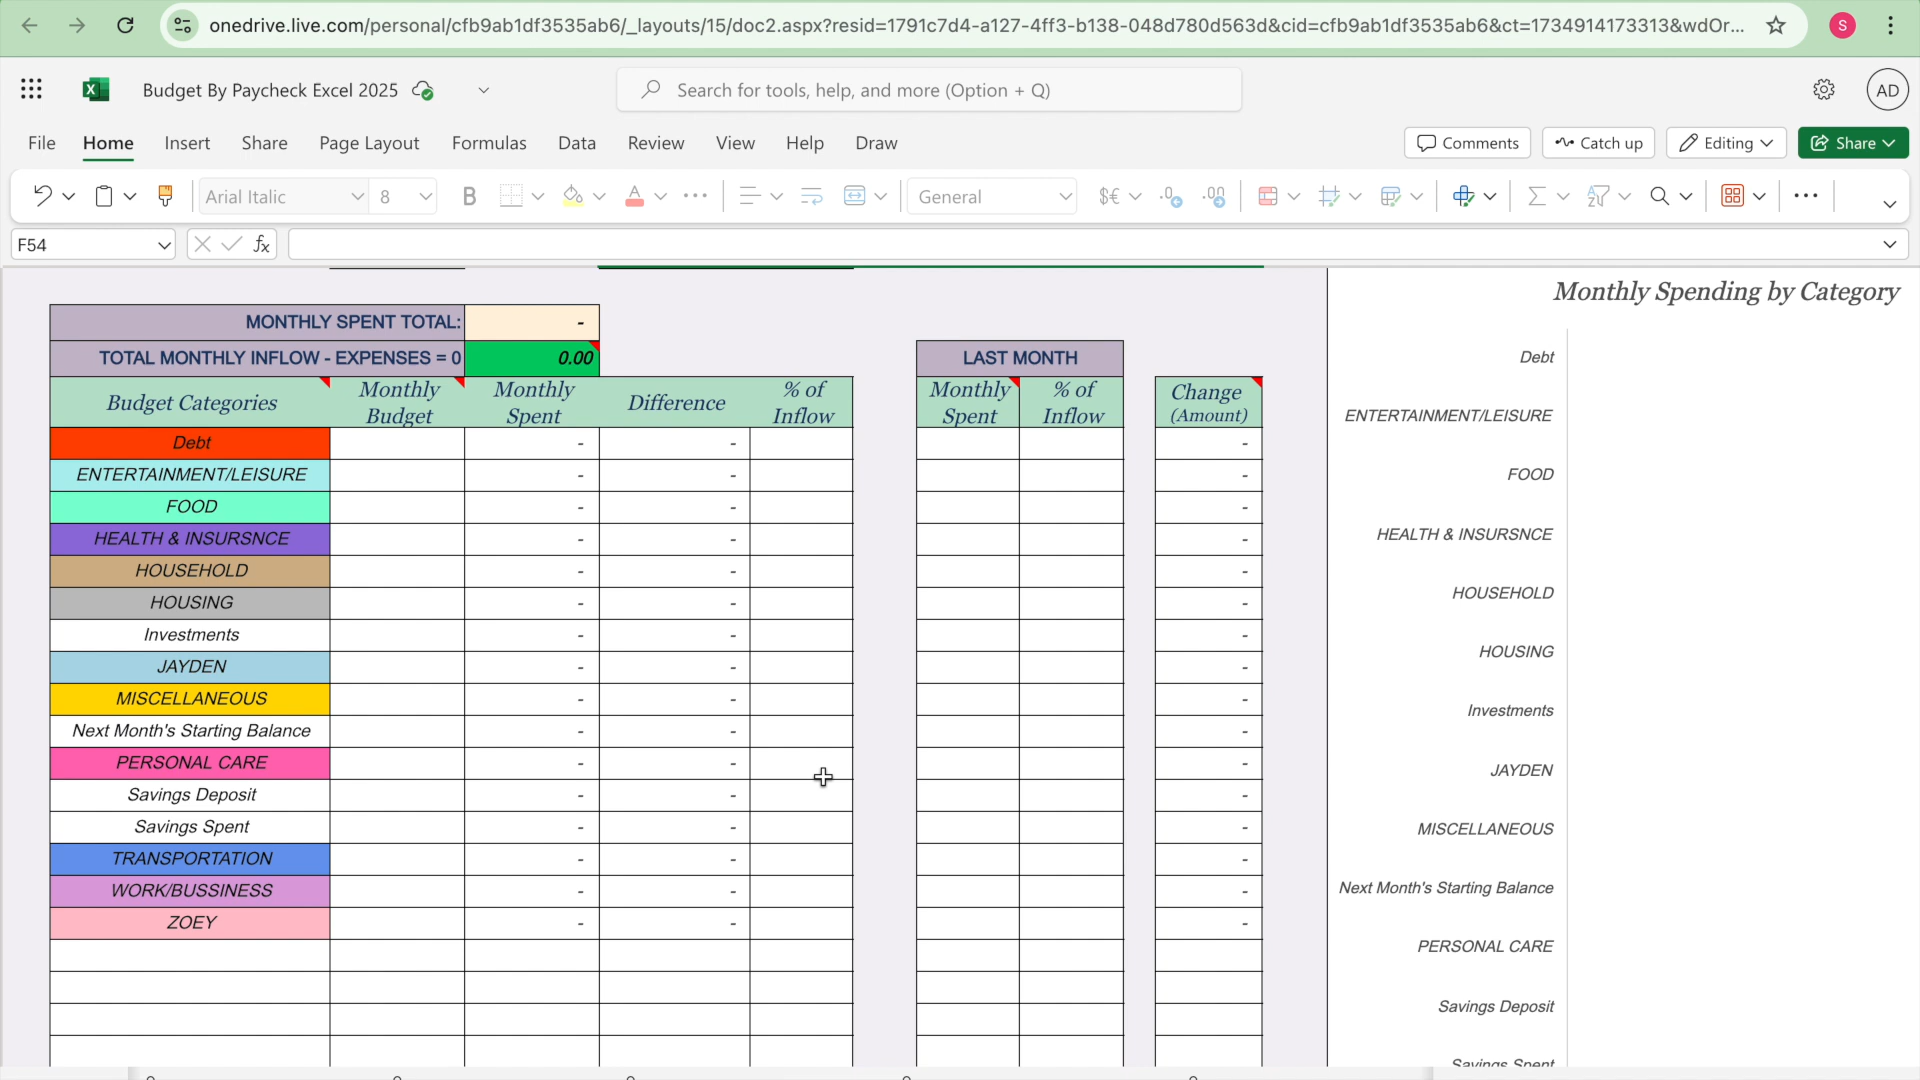 onedrive.live.com/personal/cfb9ab1df3535ab6/_layouts/15/doc2.aspx?resid=1791c7d4-a127-4ff3-b138-048d780d563d&cid=cfb9ab1df3535ab6&ct=1734914173313&wdOr...
S
Budget By Paycheck Excel 2025
Search for tools, help, and more (Option + Q)
AD
File Home Insert Share Page Layout Formulas Data Review View Help Draw
Comments Catch up Editing Share
Arial Italic 8 B A General $€
F54 fx
Monthly Spending by Category
MONTHLY SPENT TOTAL: -
TOTAL MONTHLY INFLOW - EXPENSES = 0 0.00
LAST MONTH
Budget Categories Monthly Budget Monthly Spent Difference % of Inflow Monthly Spent % of Inflow Change (Amount)
Debt - - -
ENTERTAINMENT/LEISURE - - -
FOOD - - -
HEALTH & INSURSNCE - - -
HOUSEHOLD - - -
HOUSING - - -
Investments - - -
JAYDEN - - -
MISCELLANEOUS - - -
Next Month's Starting Balance - - -
PERSONAL CARE - - -
Savings Deposit - - -
Savings Spent - - -
TRANSPORTATION - - -
WORK/BUSSINESS - - -
ZOEY - - -
Debt
ENTERTAINMENT/LEISURE
FOOD
HEALTH & INSURSNCE
HOUSEHOLD
HOUSING
Investments
JAYDEN
MISCELLANEOUS
Next Month's Starting Balance
PERSONAL CARE
Savings Deposit
Savings Spent